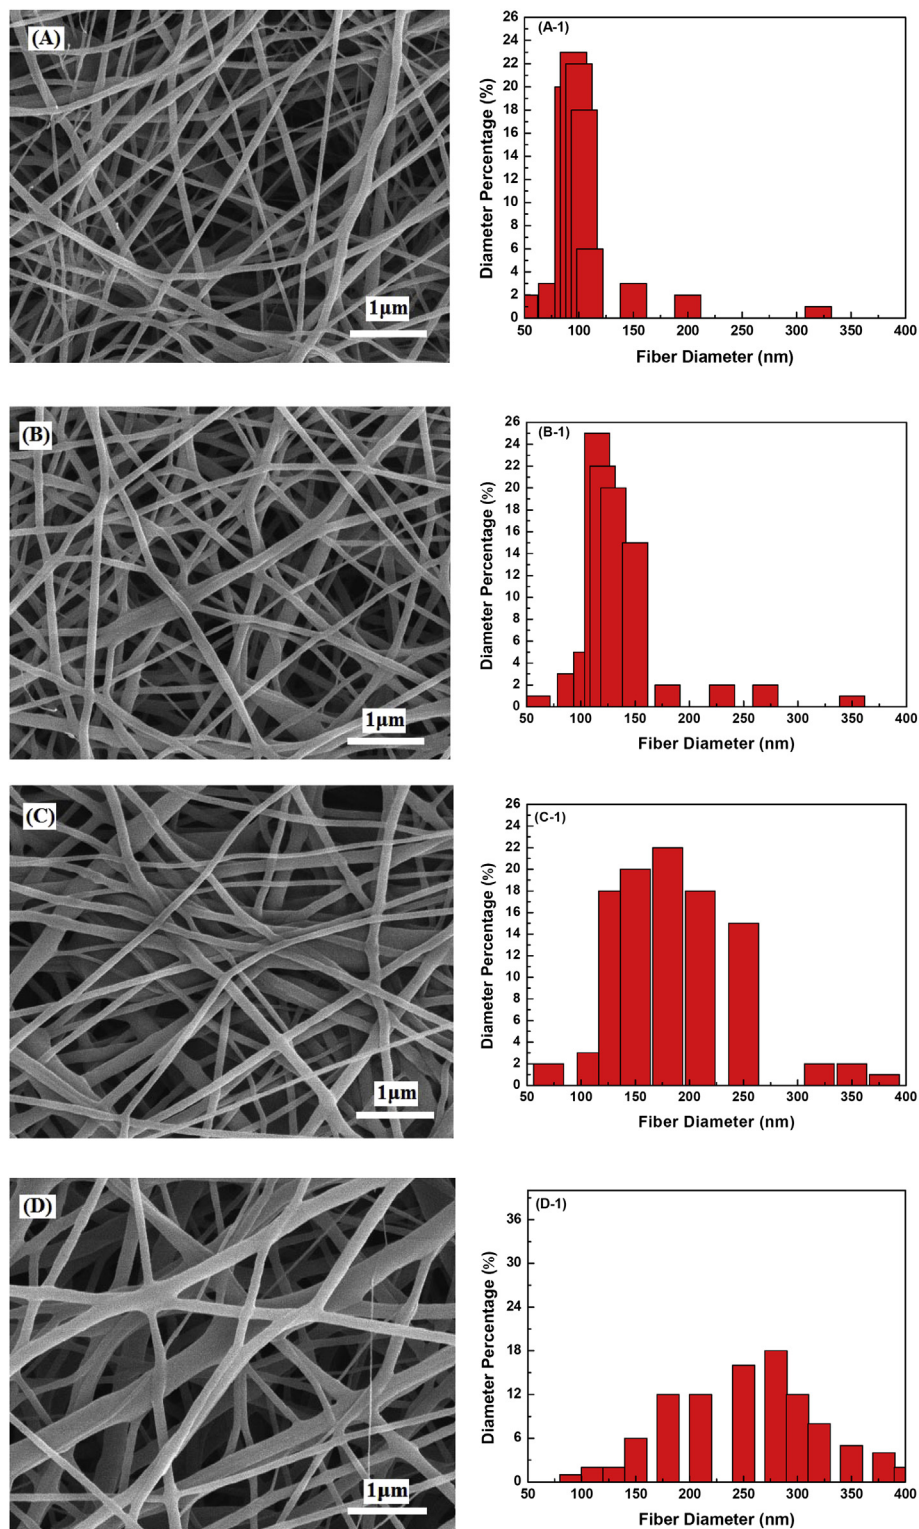 (A)
1μm
(A-1)
26
24
22
20
18
16
14
12
10
8
6
4
2
0
50 100 150 200 250 300 350 400
Diameter Percentage (%)
Fiber Diameter (nm)
(B)
1μm
(B-1)
26
24
22
20
18
16
14
12
10
8
6
4
2
0
50 100 150 200 250 300 350 400
Diameter Percentage (%)
Fiber Diameter (nm)
(C)
1μm
(C-1)
26
24
22
20
18
16
14
12
10
8
6
4
2
0
50 100 150 200 250 300 350 400
Diameter Percentage (%)
Fiber Diameter (nm)
(D)
1μm
(D-1)
36
30
24
18
12
6
0
50 100 150 200 250 300 350 400
Diameter Percentage (%)
Fiber Diameter (nm)